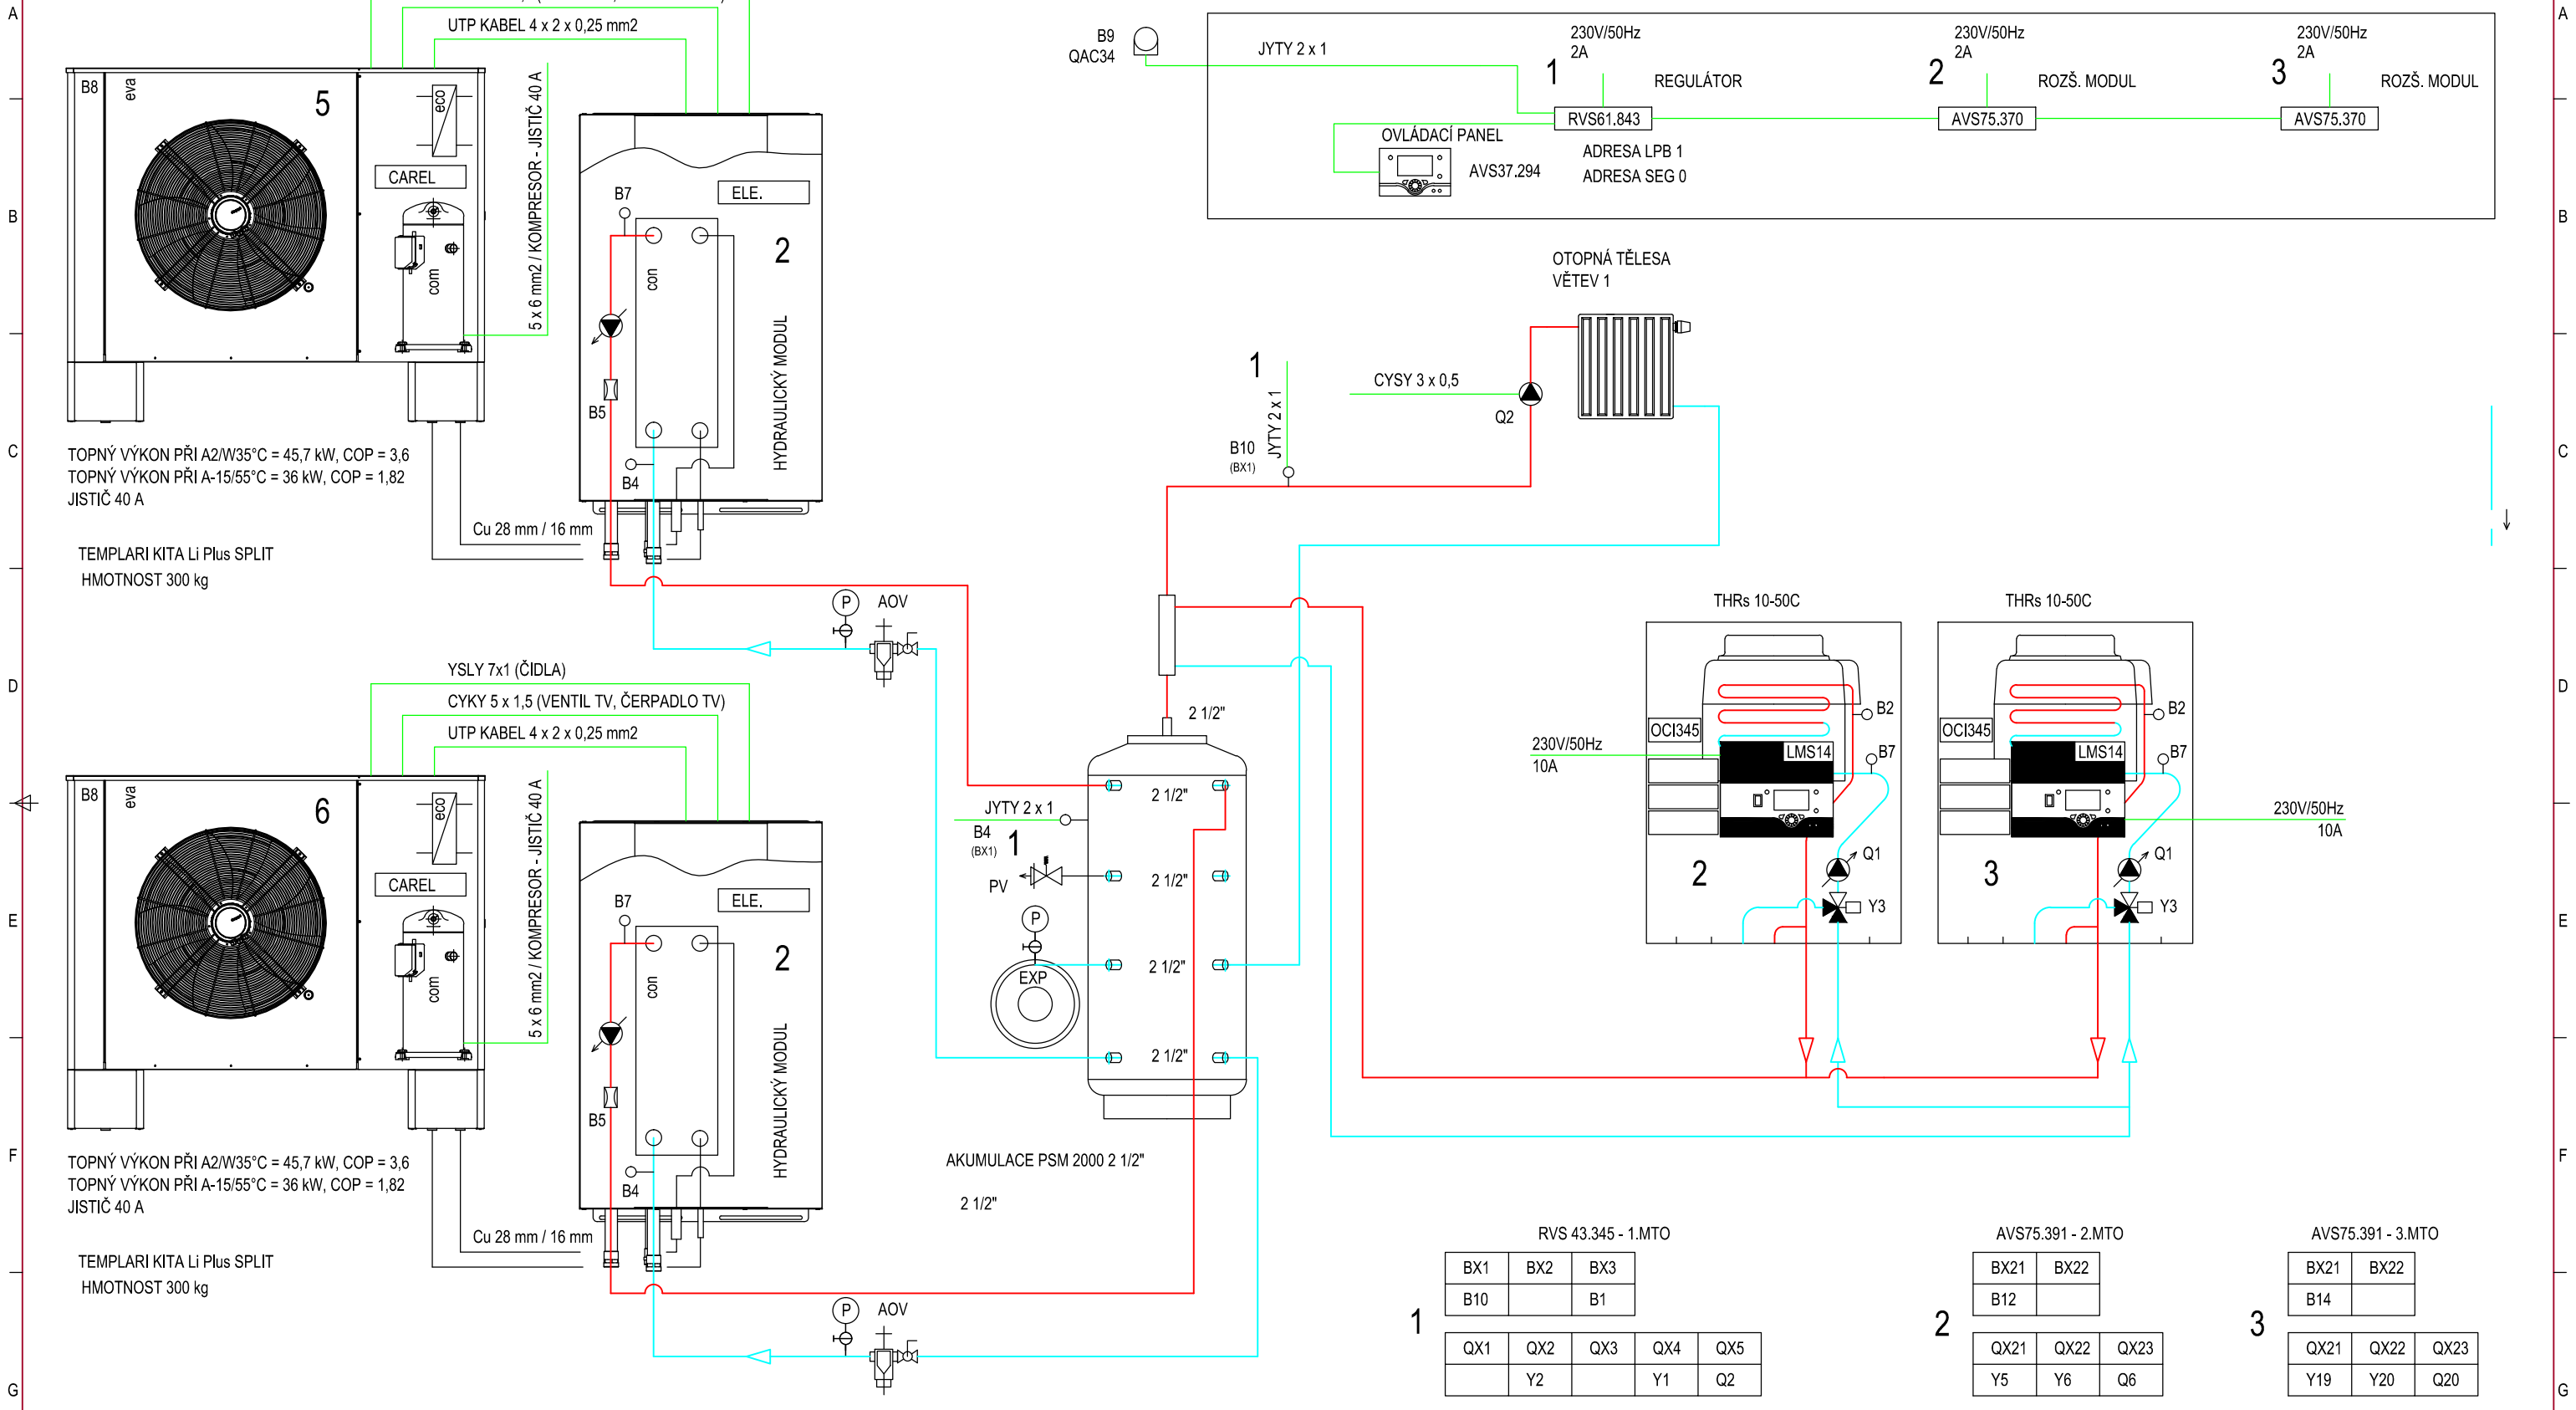 A
A
UTP KABEL 4 x 2 x 0,25 mm2
B8
eva
5
eco
CAREL
com
5 x 6 mm2 / KOMPRESOR - JISTIČ 40 A
B7
ELE.
2
con
HYDRAULICKÝ MODUL
B5
B4
TOPNÝ VÝKON PŘI A2/W35°C = 45,7 kW, COP = 3,6
TOPNÝ VÝKON PŘI A-15/55°C = 36 kW, COP = 1,82
JISTIČ 40 A
Cu 28 mm / 16 mm
TEMPLARI KITA Li Plus SPLIT
HMOTNOST 300 kg
B9
QAC34
JYTY 2 x 1
1
230V/50Hz
2A
REGULÁTOR
RVS61.843
ADRESA LPB 1
ADRESA SEG 0
OVLÁDACÍ PANEL
AVS37.294
2
230V/50Hz
2A
ROZŠ. MODUL
AVS75.370
3
230V/50Hz
2A
ROZŠ. MODUL
AVS75.370
B
B
OTOPNÁ TĚLESA
VĚTEV 1
1
JYTY 2 x 1
CYSY 3 x 0,5
Q2
B10
(BX1)
C
C
P
AOV
THRs 10-50C
THRs 10-50C
D
D
YSLY 7x1 (ČIDLA)
CYKY 5 x 1,5 (VENTIL TV, ČERPADLO TV)
UTP KABEL 4 x 2 x 0,25 mm2
B8
eva
6
eco
CAREL
com
5 x 6 mm2 / KOMPRESOR - JISTIČ 40 A
B7
ELE.
2
con
HYDRAULICKÝ MODUL
B5
B4
2 1/2"
2 1/2"
2 1/2"
2 1/2"
2 1/2"
JYTY 2 x 1
B4
(BX1)
1
PV
P
EXP
230V/50Hz
10A
OCI345
LMS14
B2
B7
Q1
Y3
2
OCI345
LMS14
B2
B7
Q1
Y3
3
230V/50Hz
10A
E
E
F
F
TOPNÝ VÝKON PŘI A2/W35°C = 45,7 kW, COP = 3,6
TOPNÝ VÝKON PŘI A-15/55°C = 36 kW, COP = 1,82
JISTIČ 40 A
Cu 28 mm / 16 mm
TEMPLARI KITA Li Plus SPLIT
HMOTNOST 300 kg
AKUMULACE PSM 2000 2 1/2"
2 1/2"
P
AOV
RVS 43.345 - 1.MTO
BX1 BX2 BX3
B10 B1
1
QX1 QX2 QX3 QX4 QX5
Y2 Y1 Q2
AVS75.391 - 2.MTO
BX21 BX22
B12
2
QX21 QX22 QX23
Y5 Y6 Q6
AVS75.391 - 3.MTO
BX21 BX22
B14
3
QX21 QX22 QX23
Y19 Y20 Q20
G
G